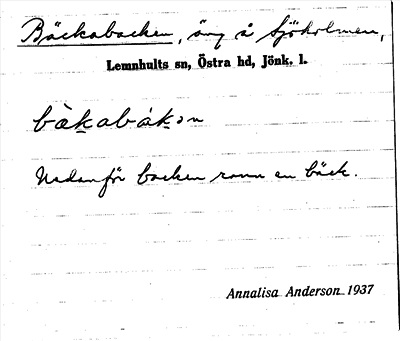 Bäckabacken, äng å Sjöholmen,
Lemnhults sn, Östra hd, Jönk. l.
bäkabákən
Nedanför backen rann en bäck.
Annalisa Anderson 1937